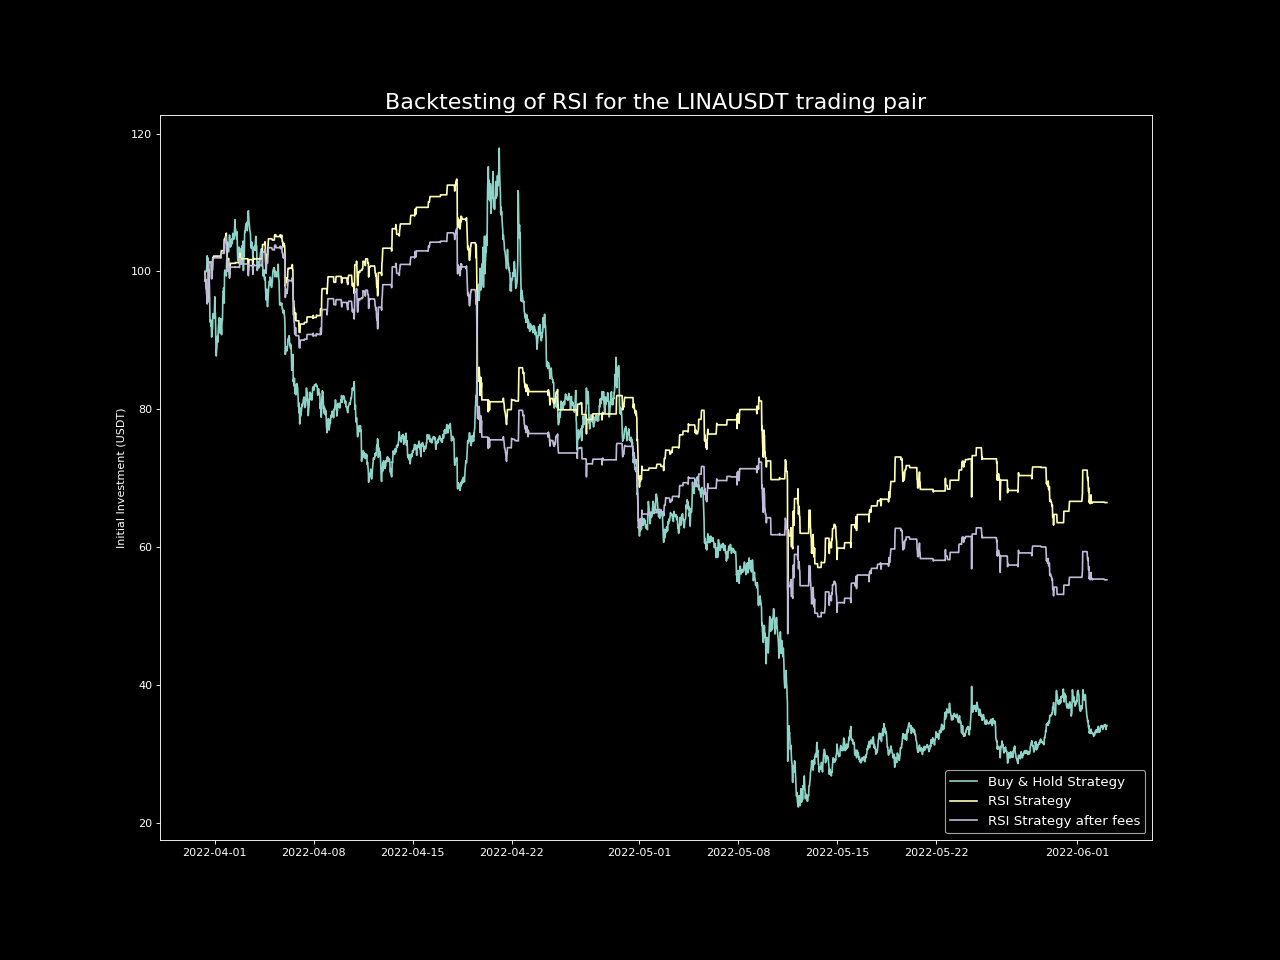 Backtesting of RSI for the LINAUSDT trading pair
Initial Investment (USDT)
120
100
80
60
40
20
2022-04-01 2022-04-08 2022-04-15 2022-04-22 2022-05-01 2022-05-08 2022-05-15 2022-05-22 2022-06-01
Buy & Hold Strategy
RSI Strategy
RSI Strategy after fees